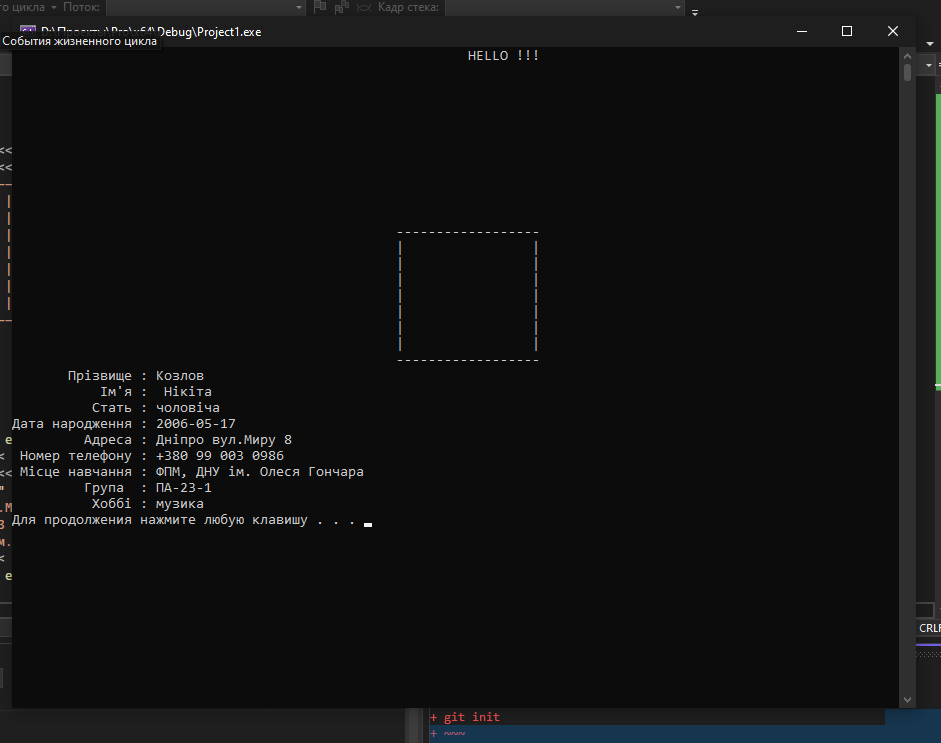 о цикла Поток: Кадр стека:
D:\Проекты\Pro\x64\Debug\Project1.exe
События жизненного цикла
HELLO !!!
------------------
|                |
|                |
|                |
|                |
|                |
|                |
|                |
------------------
Прізвище : Козлов
Ім'я :  Нікіта
Стать : чоловіча
Дата народження : 2006-05-17
Адреса : Дніпро вул.Миру 8
Номер телефону : +380 99 003 0986
Місце навчання : ФПМ, ДНУ ім. Олеся Гончара
Група  : ПА-23-1
Хоббі : музика
Для продолжения нажмите любую клавишу . . .
CRLF
+ git init
+ ~~~